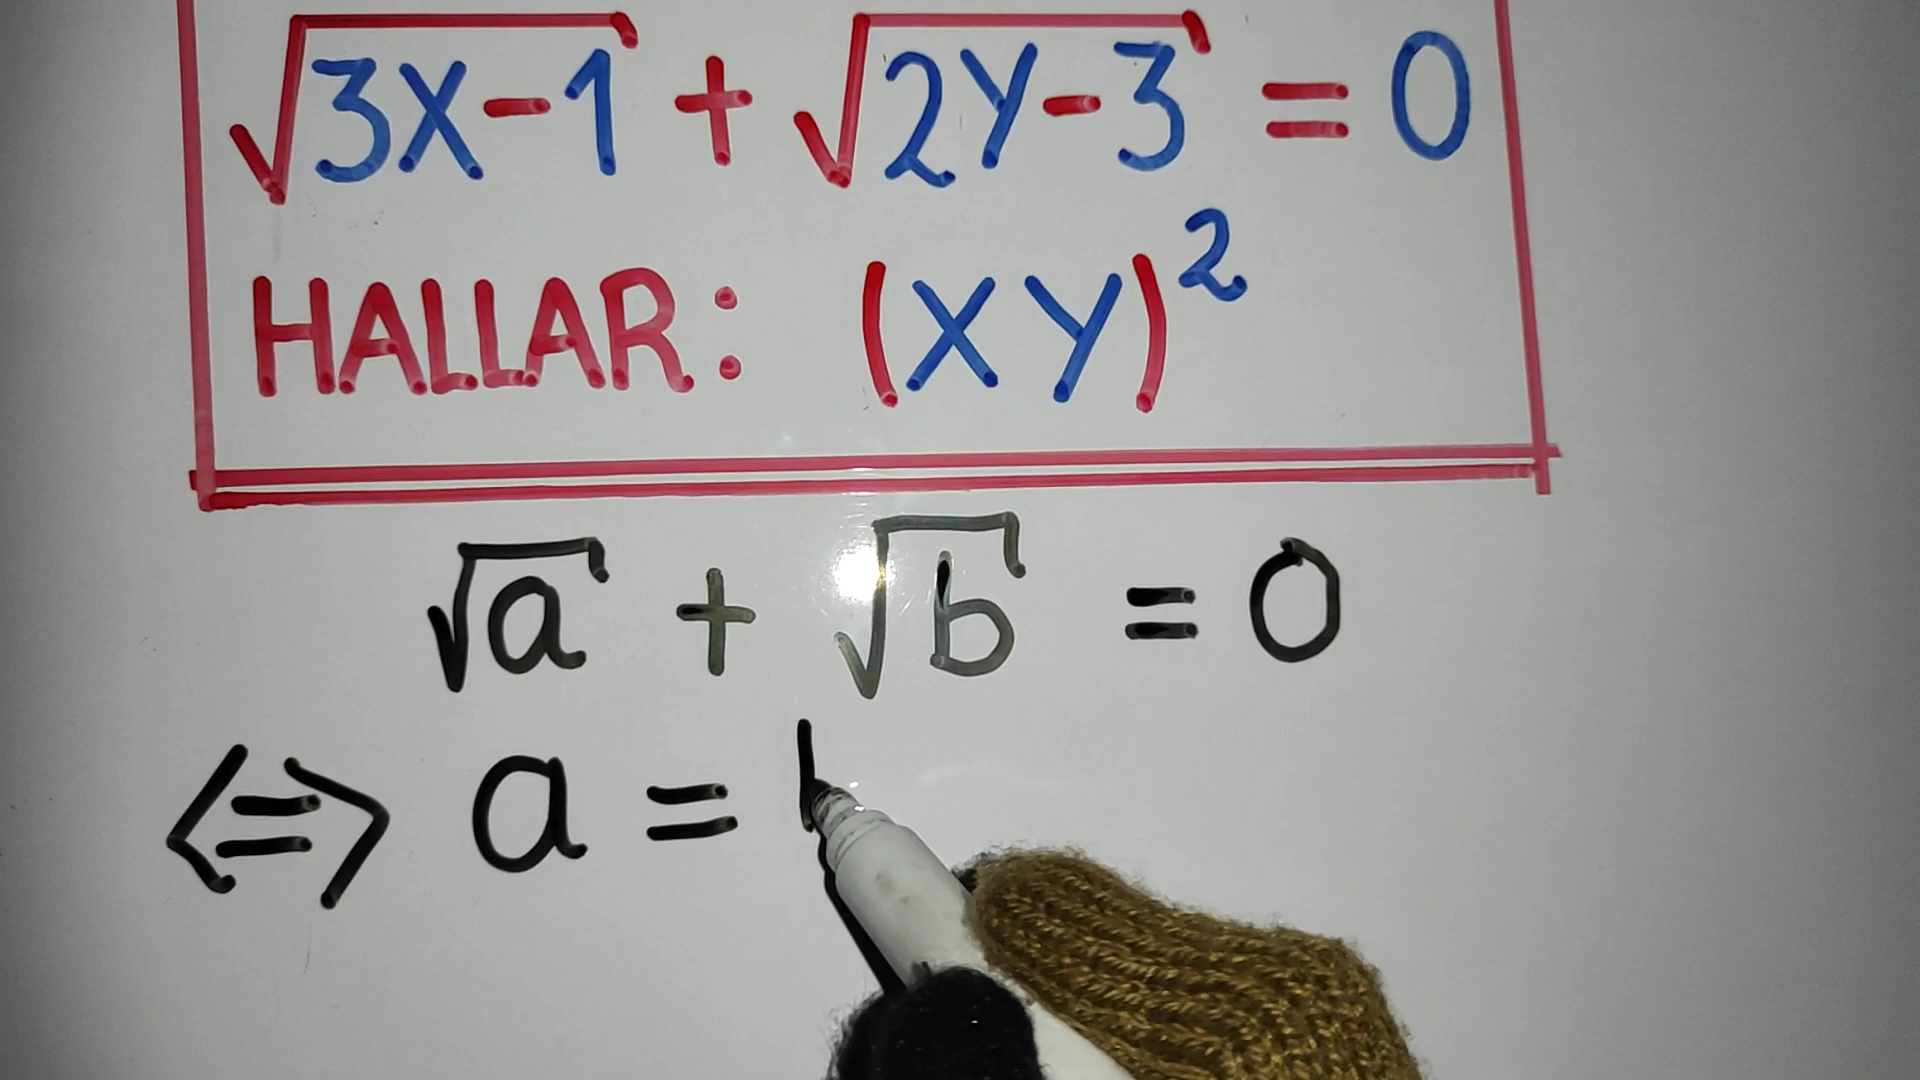 √3X-1 + √2Y-3 = 0
HALLAR: (XY)²
√a + √b = 0
⇔ a =